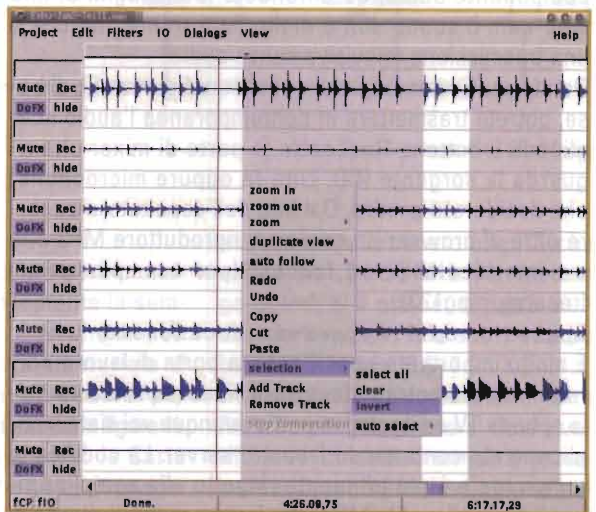 Project Edit Filters IO Dialogs View Help
Mute Rec
DoFX hide
Mute Rec
DoFX hide
Mute Rec
DoFX hide
Mute Rec
DoFX hide
Mute Rec
DoFX hide
Mute Rec
DoFX hide
Mute Rec
DoFX hide
zoom in
zoom out
zoom
duplicate view
auto follow
Redo
Undo
Copy
Cut
Paste
selection
Add Track
Remove Track
stop computation
select all
clear
invert
auto select
fCP fIO Done. 4:26.09,75 6:17.17,29